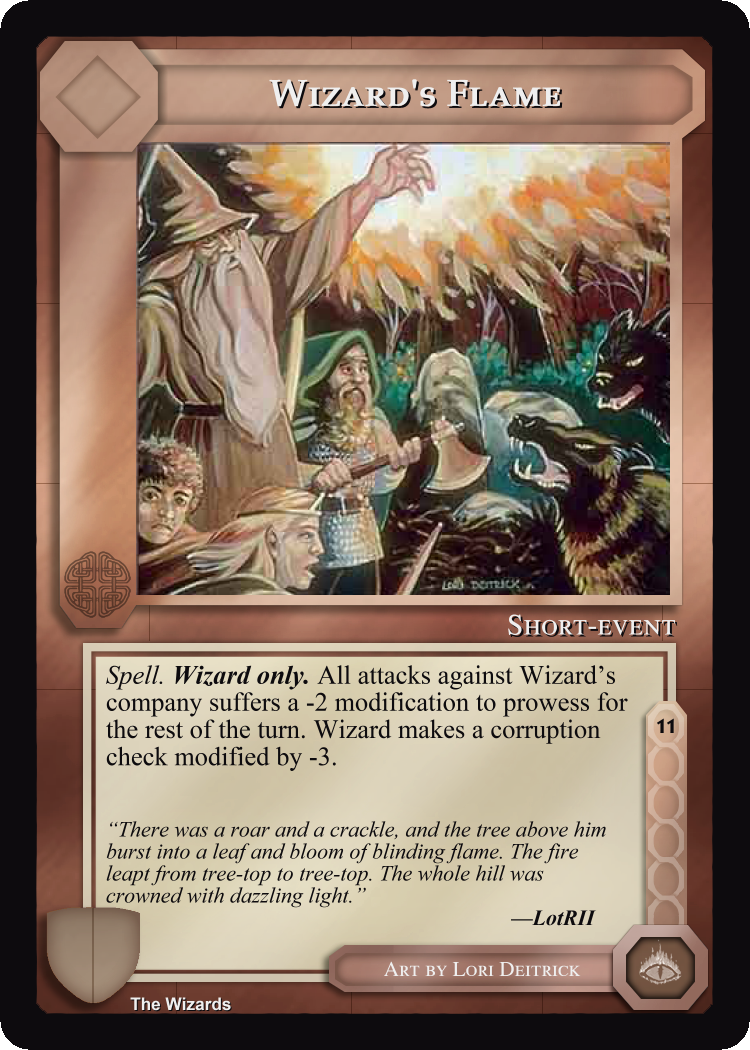 Wizard's Flame
LORI DEITRICK
Short-event
Spell. Wizard only. All attacks against Wizard's
company suffers a -2 modification to prowess for
the rest of the turn. Wizard makes a corruption
check modified by -3.
11
“There was a roar and a crackle, and the tree above him
burst into a leaf and bloom of blinding flame. The fire
leapt from tree-top to tree-top. The whole hill was
crowned with dazzling light.”
—LotRII
Art by Lori Deitrick
The Wizards